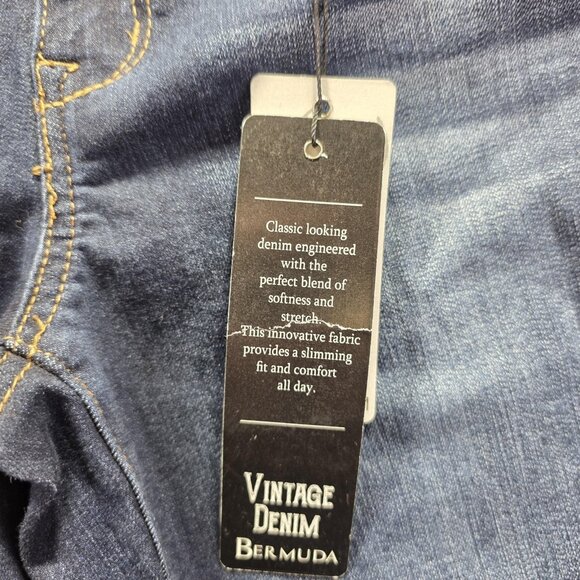 Classic looking
denim engineered
with the
perfect blend of
softness and
stretch.
This innovative fabric
provides a slimming
fit and comfort
all day.
VINTAGE
DENIM
BERMUDA